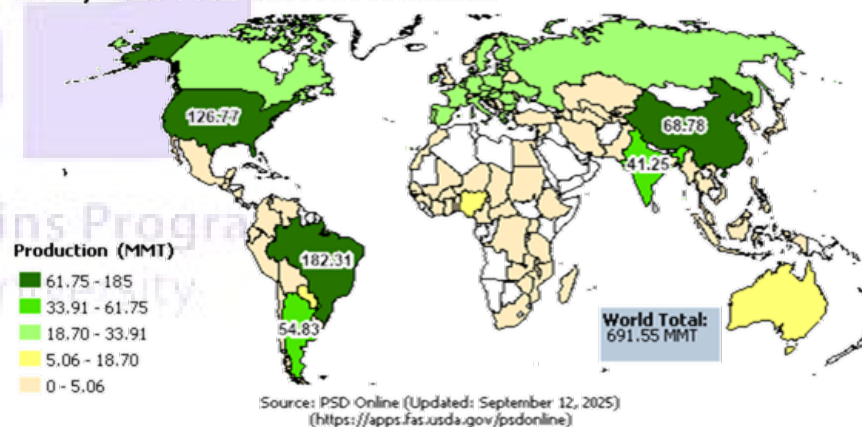 126.77
68.78
41.25
ins Progra
Production (MMT)
182.31
61.75 - 185
33.91 - 61.75
54.83
18.70 - 33.91
5.06 - 18.70
0 - 5.06
World Total:
691.55 MMT
Source: PSD Online (Updated: September 12, 2025)
(https://apps.fas.usda.gov/psdonline)